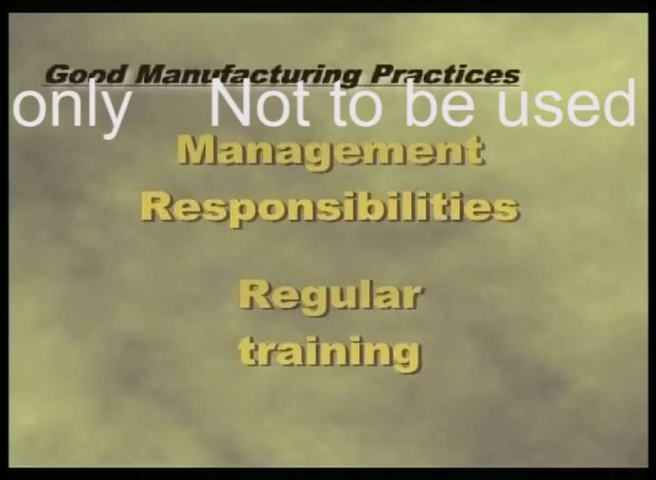 Good Manufacturing Practices
only Not to be used
Management
Responsibilities
Regular
training